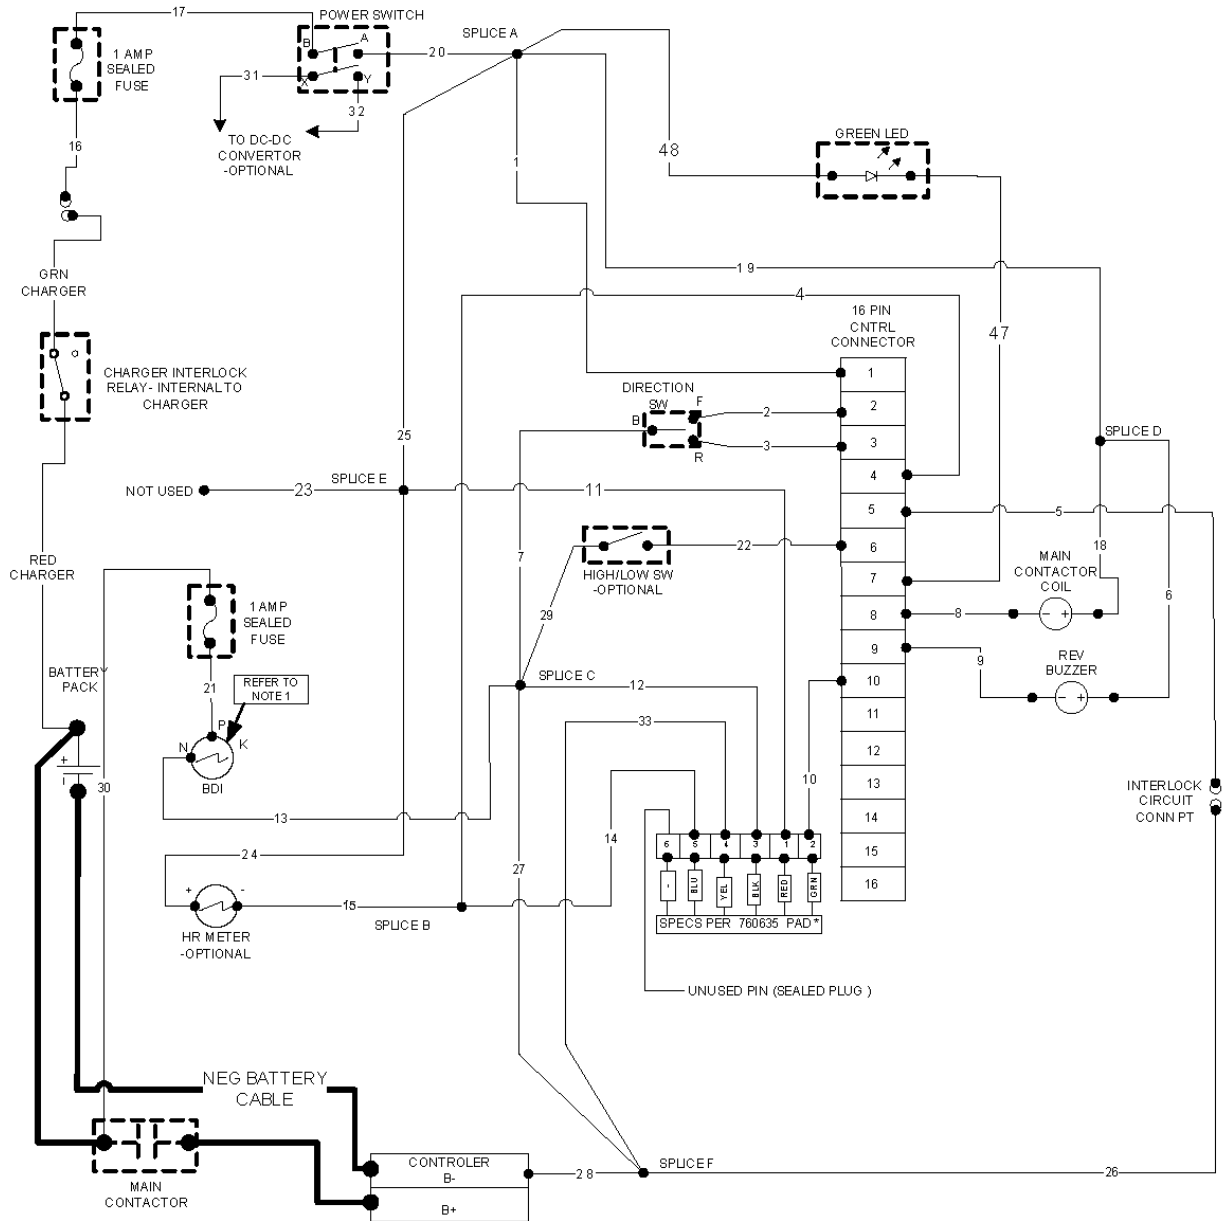 17
POWER SWITCH
B
A
X
Y
20
SPLICE A
1 AMP
SEALED
FUSE
31
32
TO DC-DC
CONVERTOR
-OPTIONAL
16
1
48
GREEN LED
19
GRN
CHARGER
4
47
16 PIN
CNTRL
CONNECTOR
CHARGER INTERLOCK
RELAY- INTERNAL TO
CHARGER
DIRECTION
SW
B
F
R
2
3
1
2
3
4
5
6
7
8
9
10
11
12
13
14
15
16
25
SPLICE D
NOT USED
23
SPLICE E
11
5
RED
CHARGER
7
HIGH/LOW SW
-OPTIONAL
22
18
MAIN
CONTACTOR
COIL
8
- +
6
29
1 AMP
SEALED
FUSE
9
REV
BUZZER
- +
BATTERY
PACK
+
-
21
REFER TO
NOTE 1
P
N
K
BDI
SPLICE C
12
33
30
13
10
INTERLOCK
CIRCUIT
CONN PT
14
24
27
6
5
4
3
1
2
-
BLU
YEL
BLK
RED
GRN
SPECS PER 760635 PAD *
+
-
15
HR METER
-OPTIONAL
SPLICE B
UNUSED PIN (SEALED PLUG )
NEG BATTERY
CABLE
MAIN
CONTACTOR
CONTROLER
B-
B+
28
SPLICE F
26